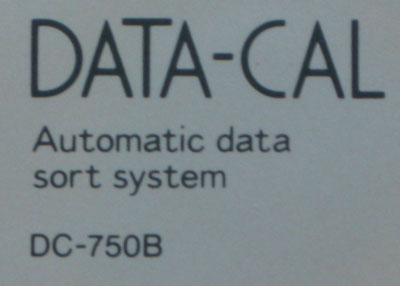 DATA-CAL
Automatic data
sort system
DC-750B